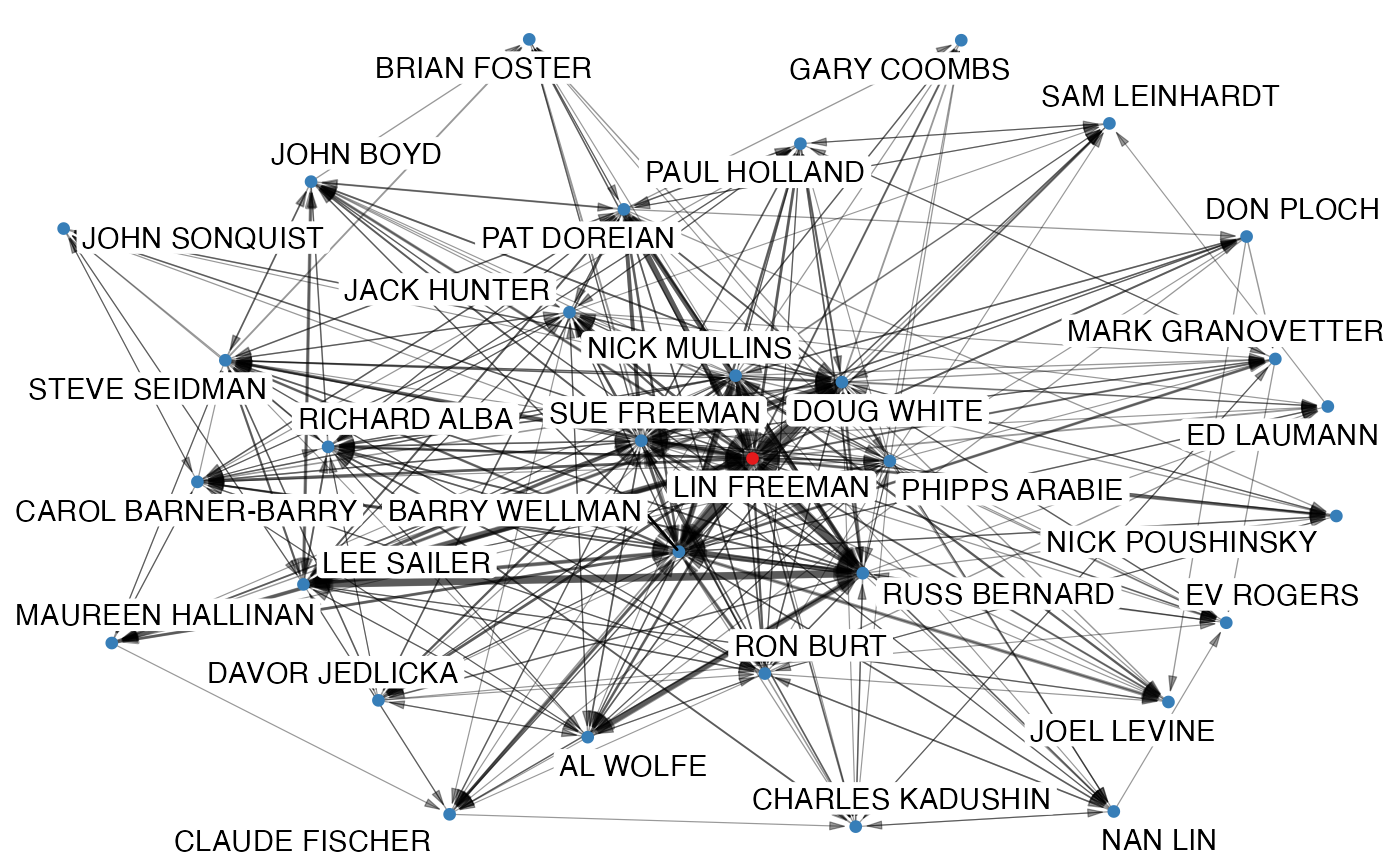 BRIAN FOSTER
GARY COOMBS
SAM LEINHARDT
JOHN BOYD
PAUL HOLLAND
DON PLOCH
JOHN SONQUIST
PAT DOREIAN
JACK HUNTER
MARK GRANOVETTER
NICK MULLINS
STEVE SEIDMAN
RICHARD ALBA
SUE FREEMAN
DOUG WHITE
ED LAUMANN
LIN FREEMAN
PHIPPS ARABIE
CAROL BARNER-BARRY
BARRY WELLMAN
NICK POUSHINSKY
LEE SAILER
RUSS BERNARD
EV ROGERS
MAUREEN HALLINAN
RON BURT
DAVOR JEDLICKA
JOEL LEVINE
AL WOLFE
CHARLES KADUSHIN
CLAUDE FISCHER
NAN LIN